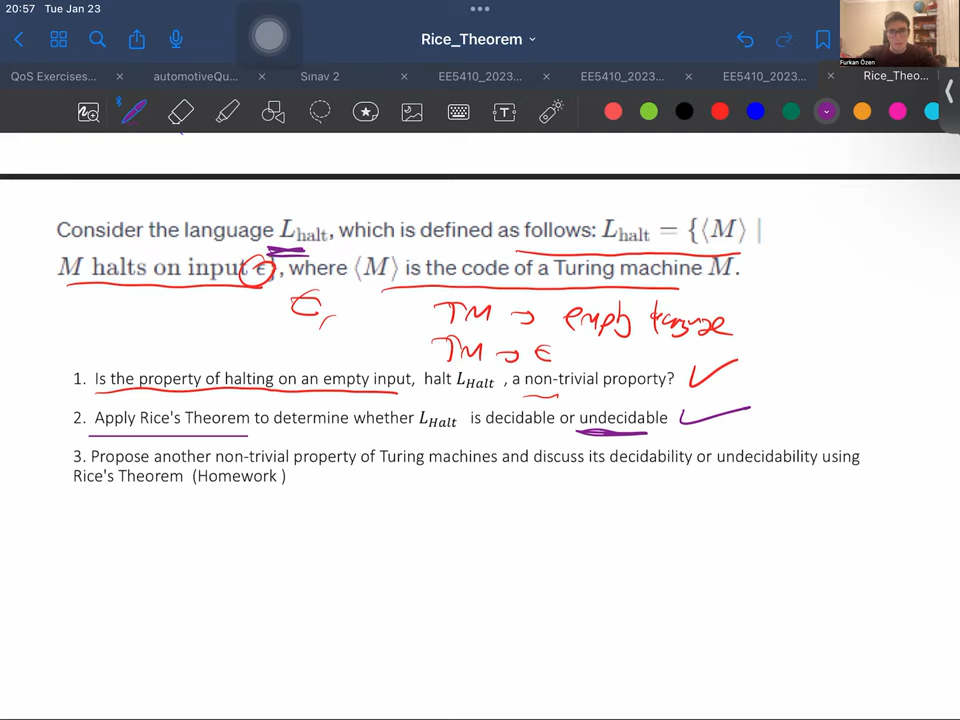 20:57 Tue Jan 23
Rice_Theorem
Furkan Özen
QoS Exercises... automotiveQu... Sınav 2 EE5410_2023... EE5410_2023... EE5410_2023... Rice_Theo...
Consider the language L_halt, which is defined as follows: L_halt = {⟨M⟩ |
M halts on input ϵ}, where ⟨M⟩ is the code of a Turing machine M.
ϵ,
TM → empty
TM → ϵ
1. Is the property of halting on an empty input, halt L_Halt , a non-trivial proporty?
2. Apply Rice's Theorem to determine whether L_Halt is decidable or undecidable
3. Propose another non-trivial property of Turing machines and discuss its decidability or undecidability using
Rice's Theorem (Homework )